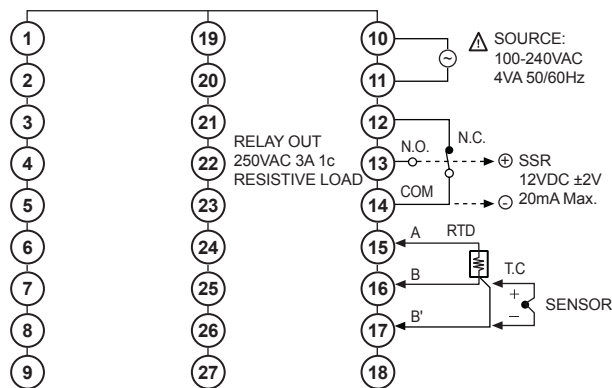 1 19 10
SOURCE:
100-240VAC
4VA 50/60Hz
2 20 11
3 21 12
RELAY OUT
250VAC 3A 1c
RESISTIVE LOAD
N.C.
N.O.
4 22 13
SSR
12VDC ±2V
20mA Max.
COM
5 23 14
6 24 15
A RTD
7 25 16
B T.C
SENSOR
8 26 17
B'
9 27 18